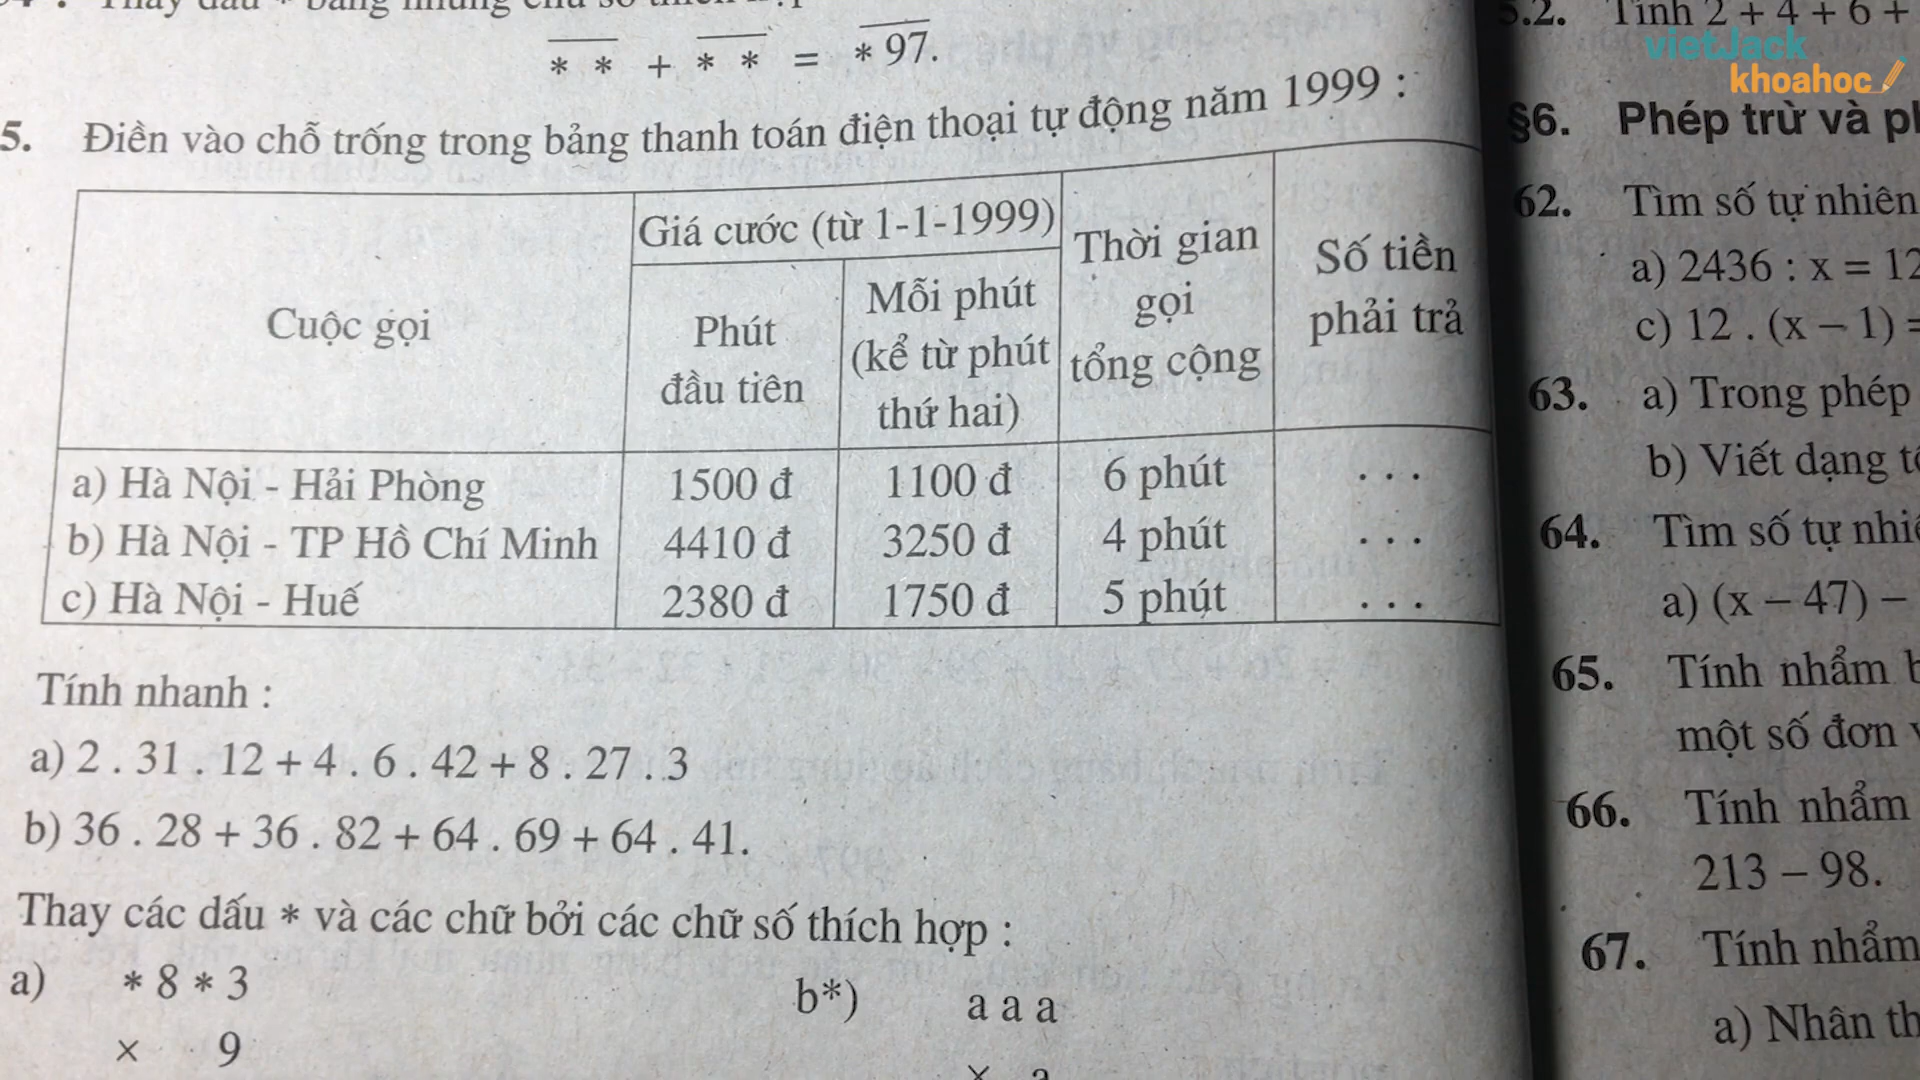 * * + * * = * 97.
5. Điền vào chỗ trống trong bảng thanh toán điện thoại tự động năm 1999 :
Cuộc gọi
Giá cước (từ 1-1-1999)
Phút
đầu tiên
Mỗi phút
(kể từ phút
thứ hai)
Thời gian
gọi
tổng cộng
Số tiền
phải trả
a) Hà Nội - Hải Phòng 1500 đ 1100 đ 6 phút . . .
b) Hà Nội - TP Hồ Chí Minh 4410 đ 3250 đ 4 phút . . .
c) Hà Nội - Huế 2380 đ 1750 đ 5 phút . . .
Tính nhanh :
a) 2 . 31 . 12 + 4 . 6 . 42 + 8 . 27 . 3
b) 36 . 28 + 36 . 82 + 64 . 69 + 64 . 41.
Thay các dấu * và các chữ bởi các chữ số thích hợp :
a) * 8 * 3
× 9
b*) a a a
× a
5.2. Tính 2 + 4 + 6 +
vietJack
khoahoc
§6. Phép trừ và
62. Tìm số tự nhiên
a) 2436 : x = 12
c) 12 . (x – 1) =
63. a) Trong phép
b) Viết dạng
64. Tìm số tự
a) (x – 47) –
65. Tính nhẩm
một số đơn
66. Tính nhẩm
213 – 98.
67. Tính nhẩm
a) Nhân